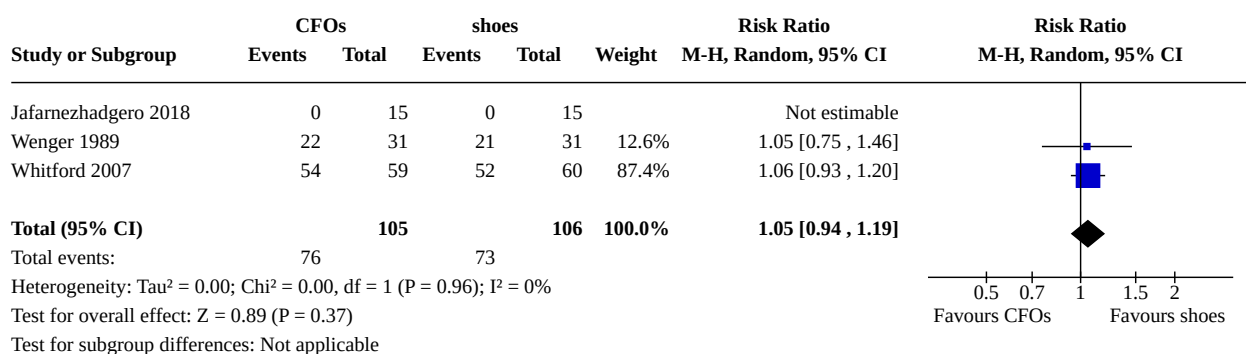 CFOs shoes Risk Ratio Risk Ratio
Study or Subgroup Events Total Events Total Weight M-H, Random, 95% CI M-H, Random, 95% CI
Jafarnezhadgero 2018 0 15 0 15 Not estimable
Wenger 1989 22 31 21 31 12.6% 1.05 [0.75 , 1.46]
Whitford 2007 54 59 52 60 87.4% 1.06 [0.93 , 1.20]
Total (95% CI) 105 106 100.0% 1.05 [0.94 , 1.19]
Total events: 76 73
Heterogeneity: Tau² = 0.00; Chi² = 0.00, df = 1 (P = 0.96); I² = 0%
0.5 0.7 1 1.5 2
Test for overall effect: Z = 0.89 (P = 0.37) Favours CFOs Favours shoes
Test for subgroup differences: Not applicable